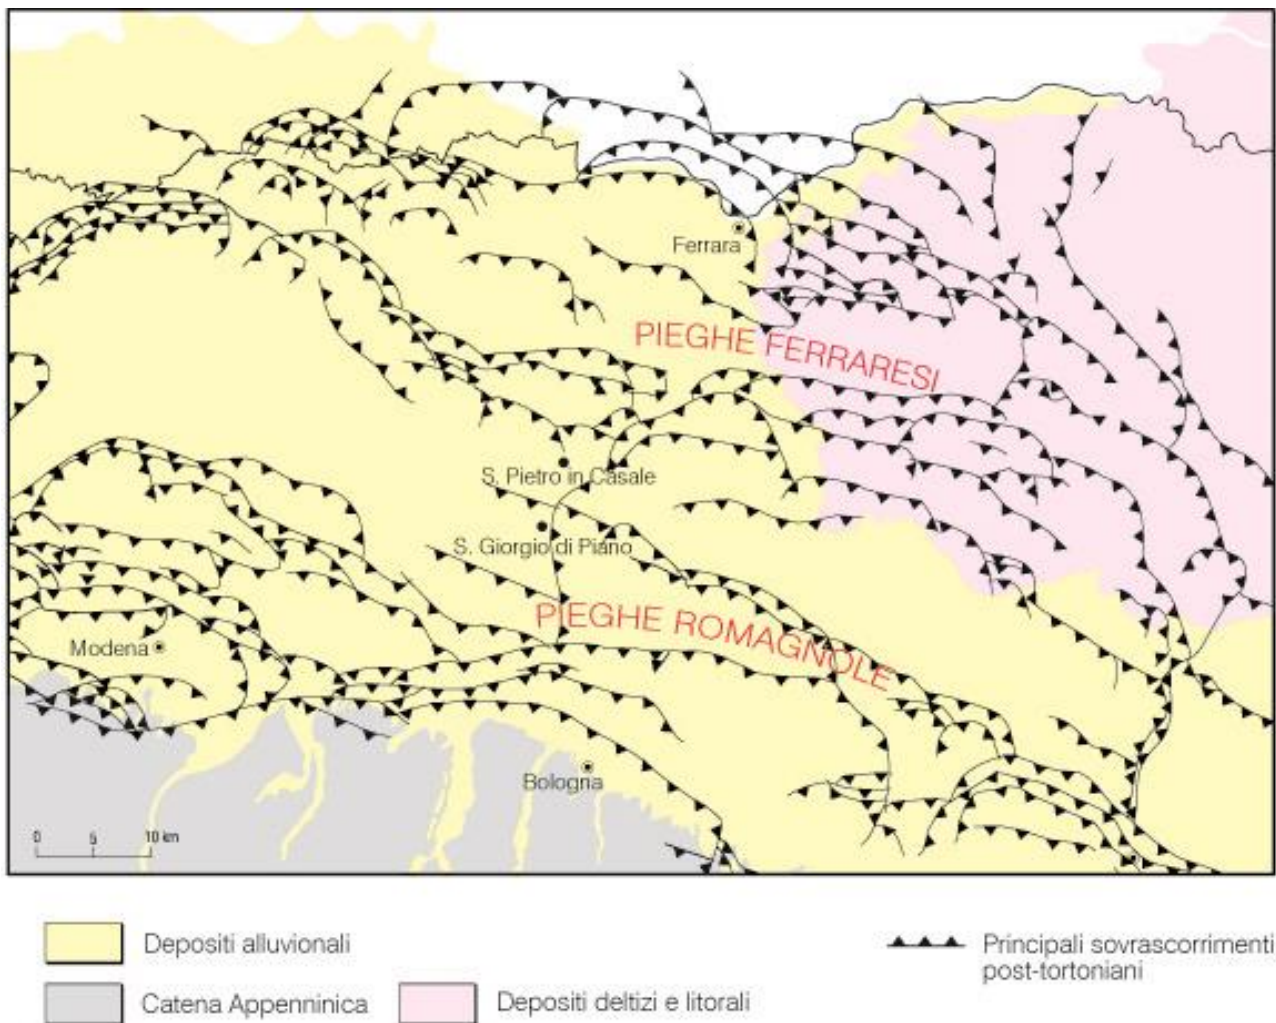 Ferrara
PIEGHE FERRARESI
S. Pietro in Casale
S. Giorgio di Piano
PIEGHE ROMAGNOLE
Modena
Bologna
0 5 10 km
Depositi alluvionali
Principali sovrascorrimenti
post-tortoniani
Catena Appenninica
Depositi deltizi e litorali